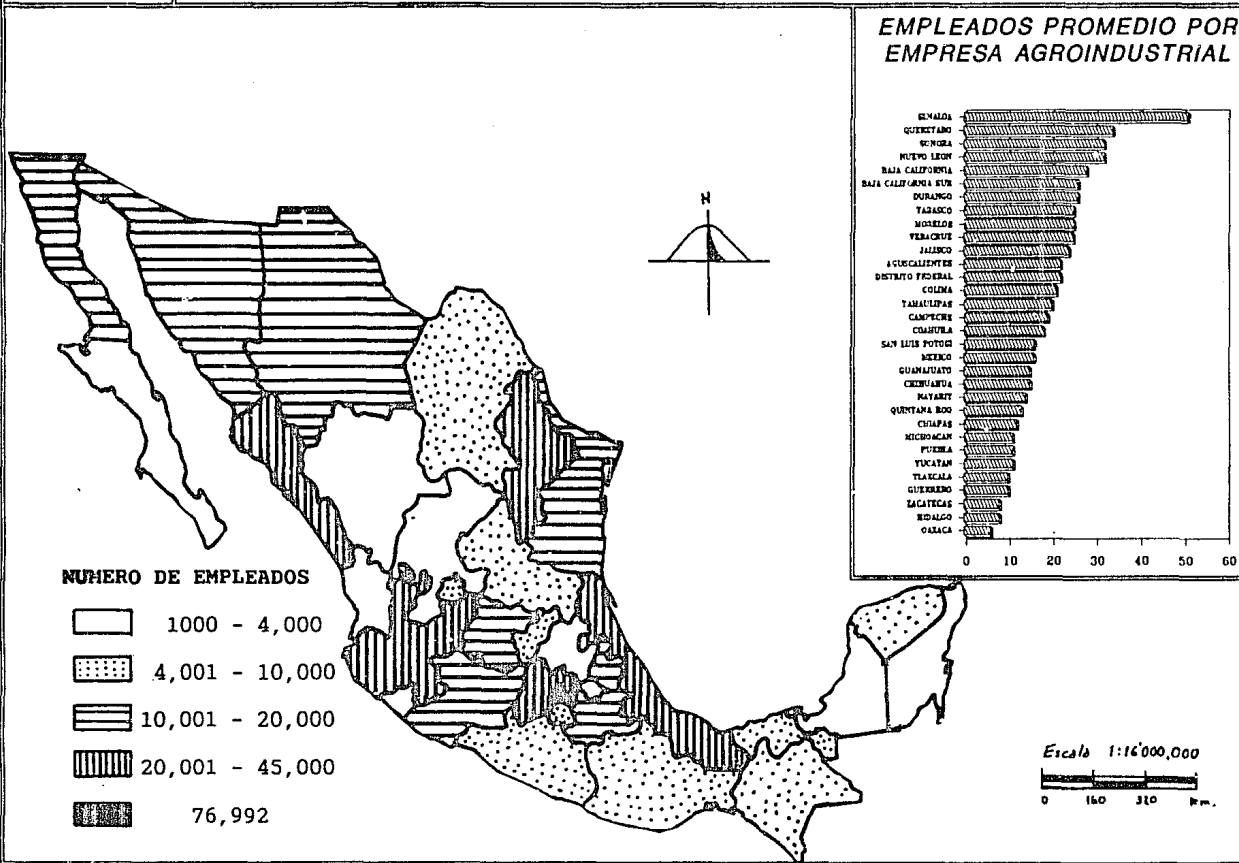 EMPLEADOS PROMEDIO POR
EMPRESA AGROINDUSTRIAL
SINALOA
QUERETARO
SONORA
NUEVO LEON
BAJA CALIFORNIA
BAJA CALIFORNIA SUR
DURANGO
TABASCO
MORELOS
VERACRUZ
JALISCO
AGUSCALIENTES
DISTRITO FEDERAL
COLIMA
TAMAULIPAS
CAMPECHE
COAHUILA
SAN LUIS POTOSI
MEXICO
GUANAJUATO
CHIHUAHUA
NAYARIT
QUINTANA ROO
CHIAPAS
MICHOACAN
PUEBLA
YUCATAN
TLAXCALA
GUERRERO
ZACATECAS
HIDALGO
OAXACA
0 10 20 30 40 50 60
N
NUMERO DE EMPLEADOS
1000 - 4,000
4,001 - 10,000
10,001 - 20,000
20,001 - 45,000
76,992
Escala 1:16'000,000
0 160 320 Km.